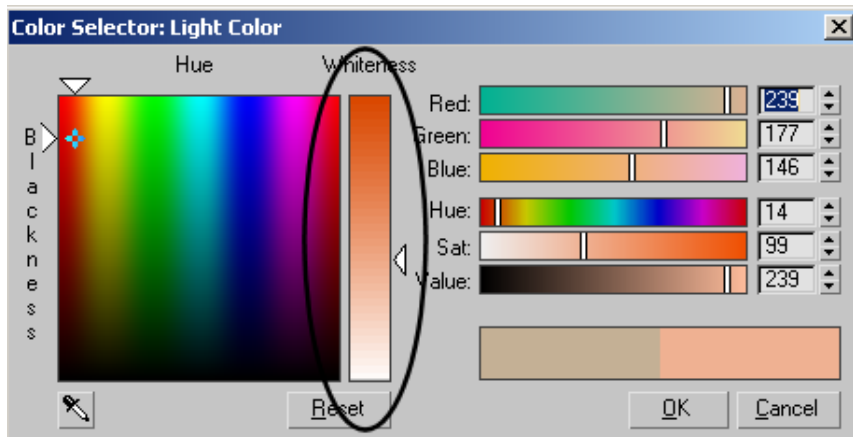 Color Selector: Light Color
Hue Whiteness
Blackness
Red: 239
Green: 177
Blue: 146
Hue: 14
Sat: 99
Value: 239
Reset OK Cancel